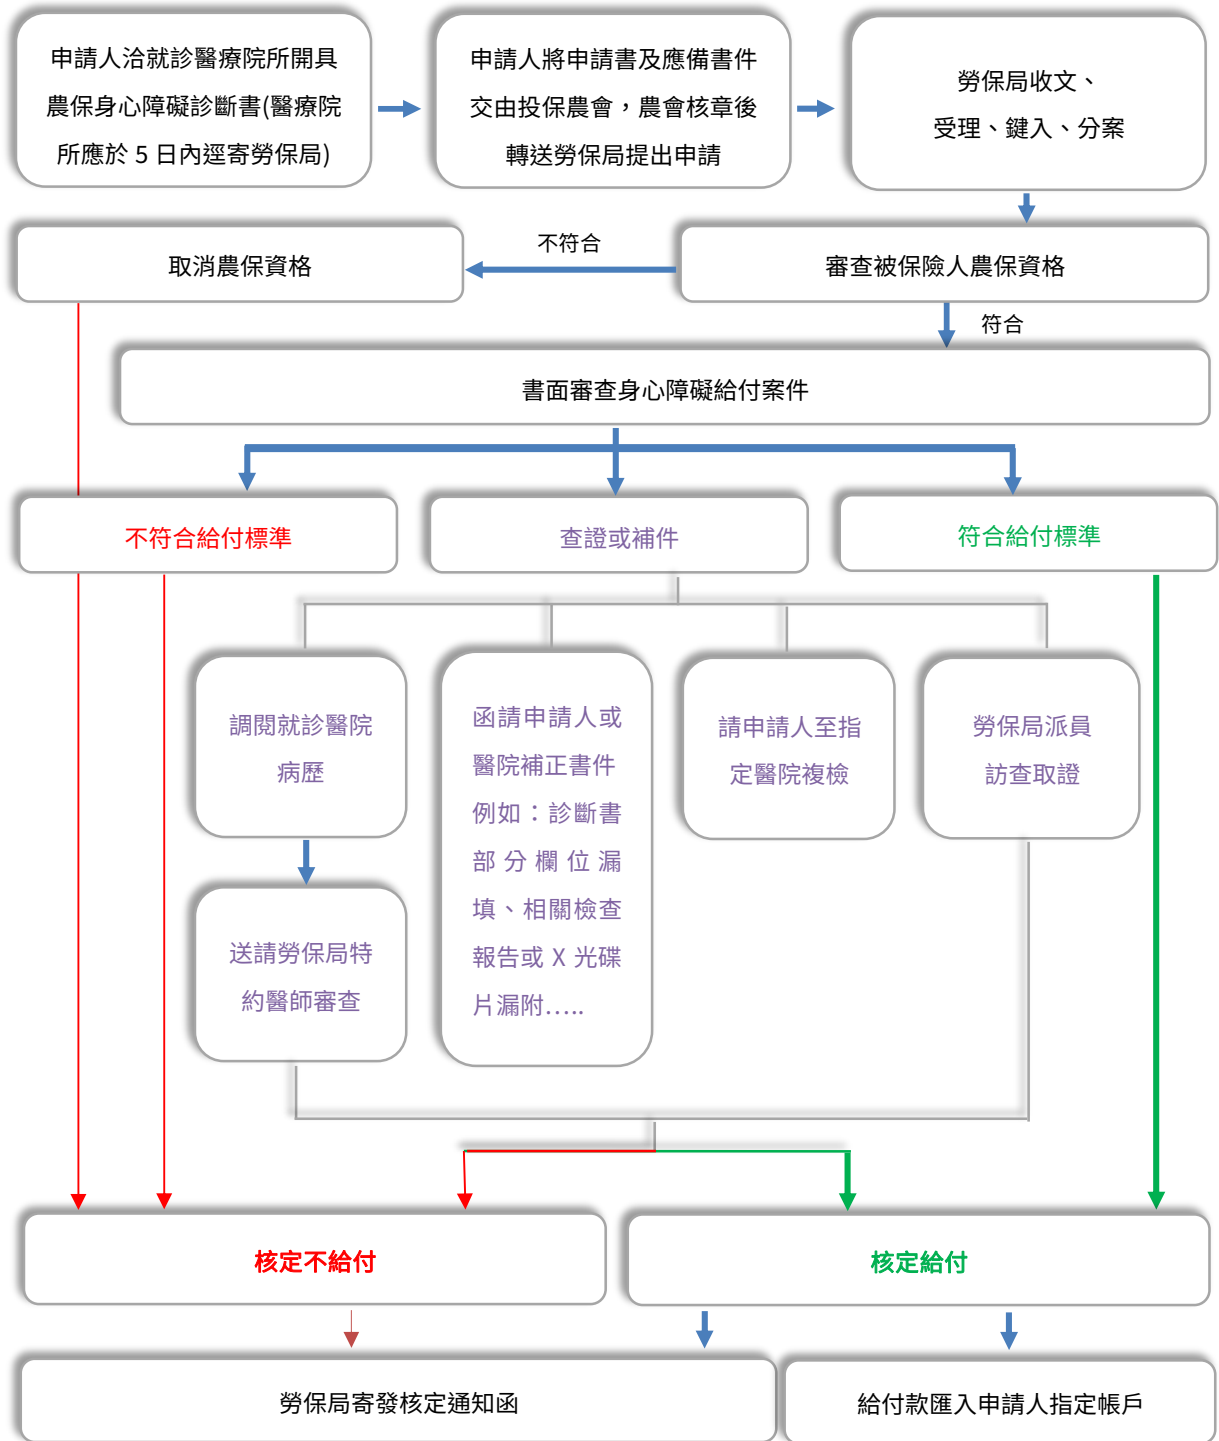 申請人洽就診醫療院所開具
農保身心障礙診斷書(醫療院
所應於 5 日內逕寄勞保局)
申請人將申請書及應備書件
交由投保農會，農會核章後
轉送勞保局提出申請
勞保局收文、
受理、鍵入、分案
取消農保資格
不符合
審查被保險人農保資格
符合
書面審查身心障礙給付案件
不符合給付標準
查證或補件
符合給付標準
調閱就診醫院
病歷
函請申請人或
醫院補正書件
例如：診斷書
部分欄位漏
填、相關檢查
報告或 X 光碟
片漏附…..
請申請人至指
定醫院複檢
勞保局派員
訪查取證
送請勞保局特
約醫師審查
核定不給付
核定給付
勞保局寄發核定通知函
給付款匯入申請人指定帳戶